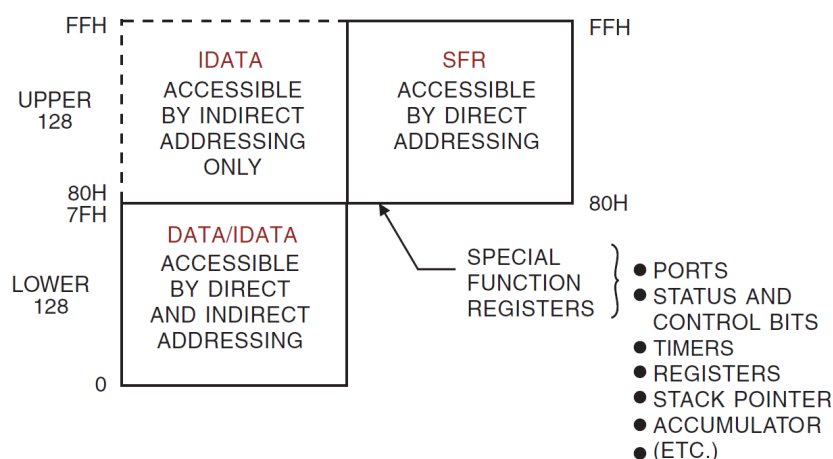 FFH
UPPER
128
80H
7FH
LOWER
128
0
IDATA
ACCESSIBLE
BY INDIRECT
ADDRESSING
ONLY
SFR
ACCESSIBLE
BY DIRECT
ADDRESSING
FFH
80H
DATA/IDATA
ACCESSIBLE
BY DIRECT
AND INDIRECT
ADDRESSING
SPECIAL
FUNCTION
REGISTERS
● PORTS
● STATUS AND
CONTROL BITS
● TIMERS
● REGISTERS
● STACK POINTER
● ACCUMULATOR
● (ETC.)